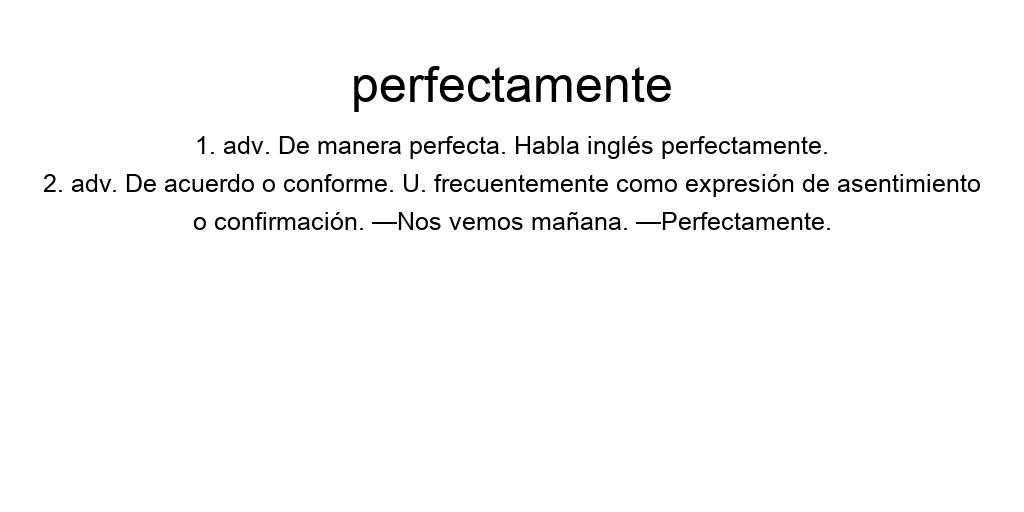 perfectamente
1. adv. De manera perfecta. Habla inglés perfectamente.
2. adv. De acuerdo o conforme. U. frecuentemente como expresión de asentimiento
o confirmación. —Nos vemos mañana. —Perfectamente.